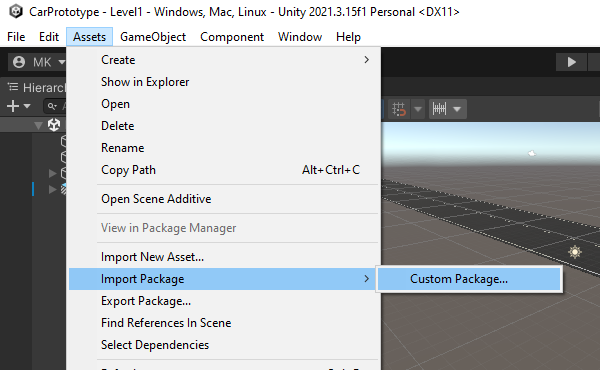 CarPrototype - Level1 - Windows, Mac, Linux - Unity 2021.3.15f1 Personal <DX11>
File Edit Assets GameObject Component Window Help
MK
Hierarch
Create
Show in Explorer
Open
Delete
Rename
Copy Path Alt+Ctrl+C
Open Scene Additive
View in Package Manager
Import New Asset...
Import Package Custom Package...
Export Package...
Find References In Scene
Select Dependencies